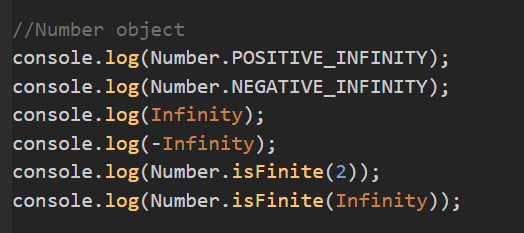 //Number object
console.log(Number.POSITIVE_INFINITY);
console.log(Number.NEGATIVE_INFINITY);
console.log(Infinity);
console.log(-Infinity);
console.log(Number.isFinite(2));
console.log(Number.isFinite(Infinity));